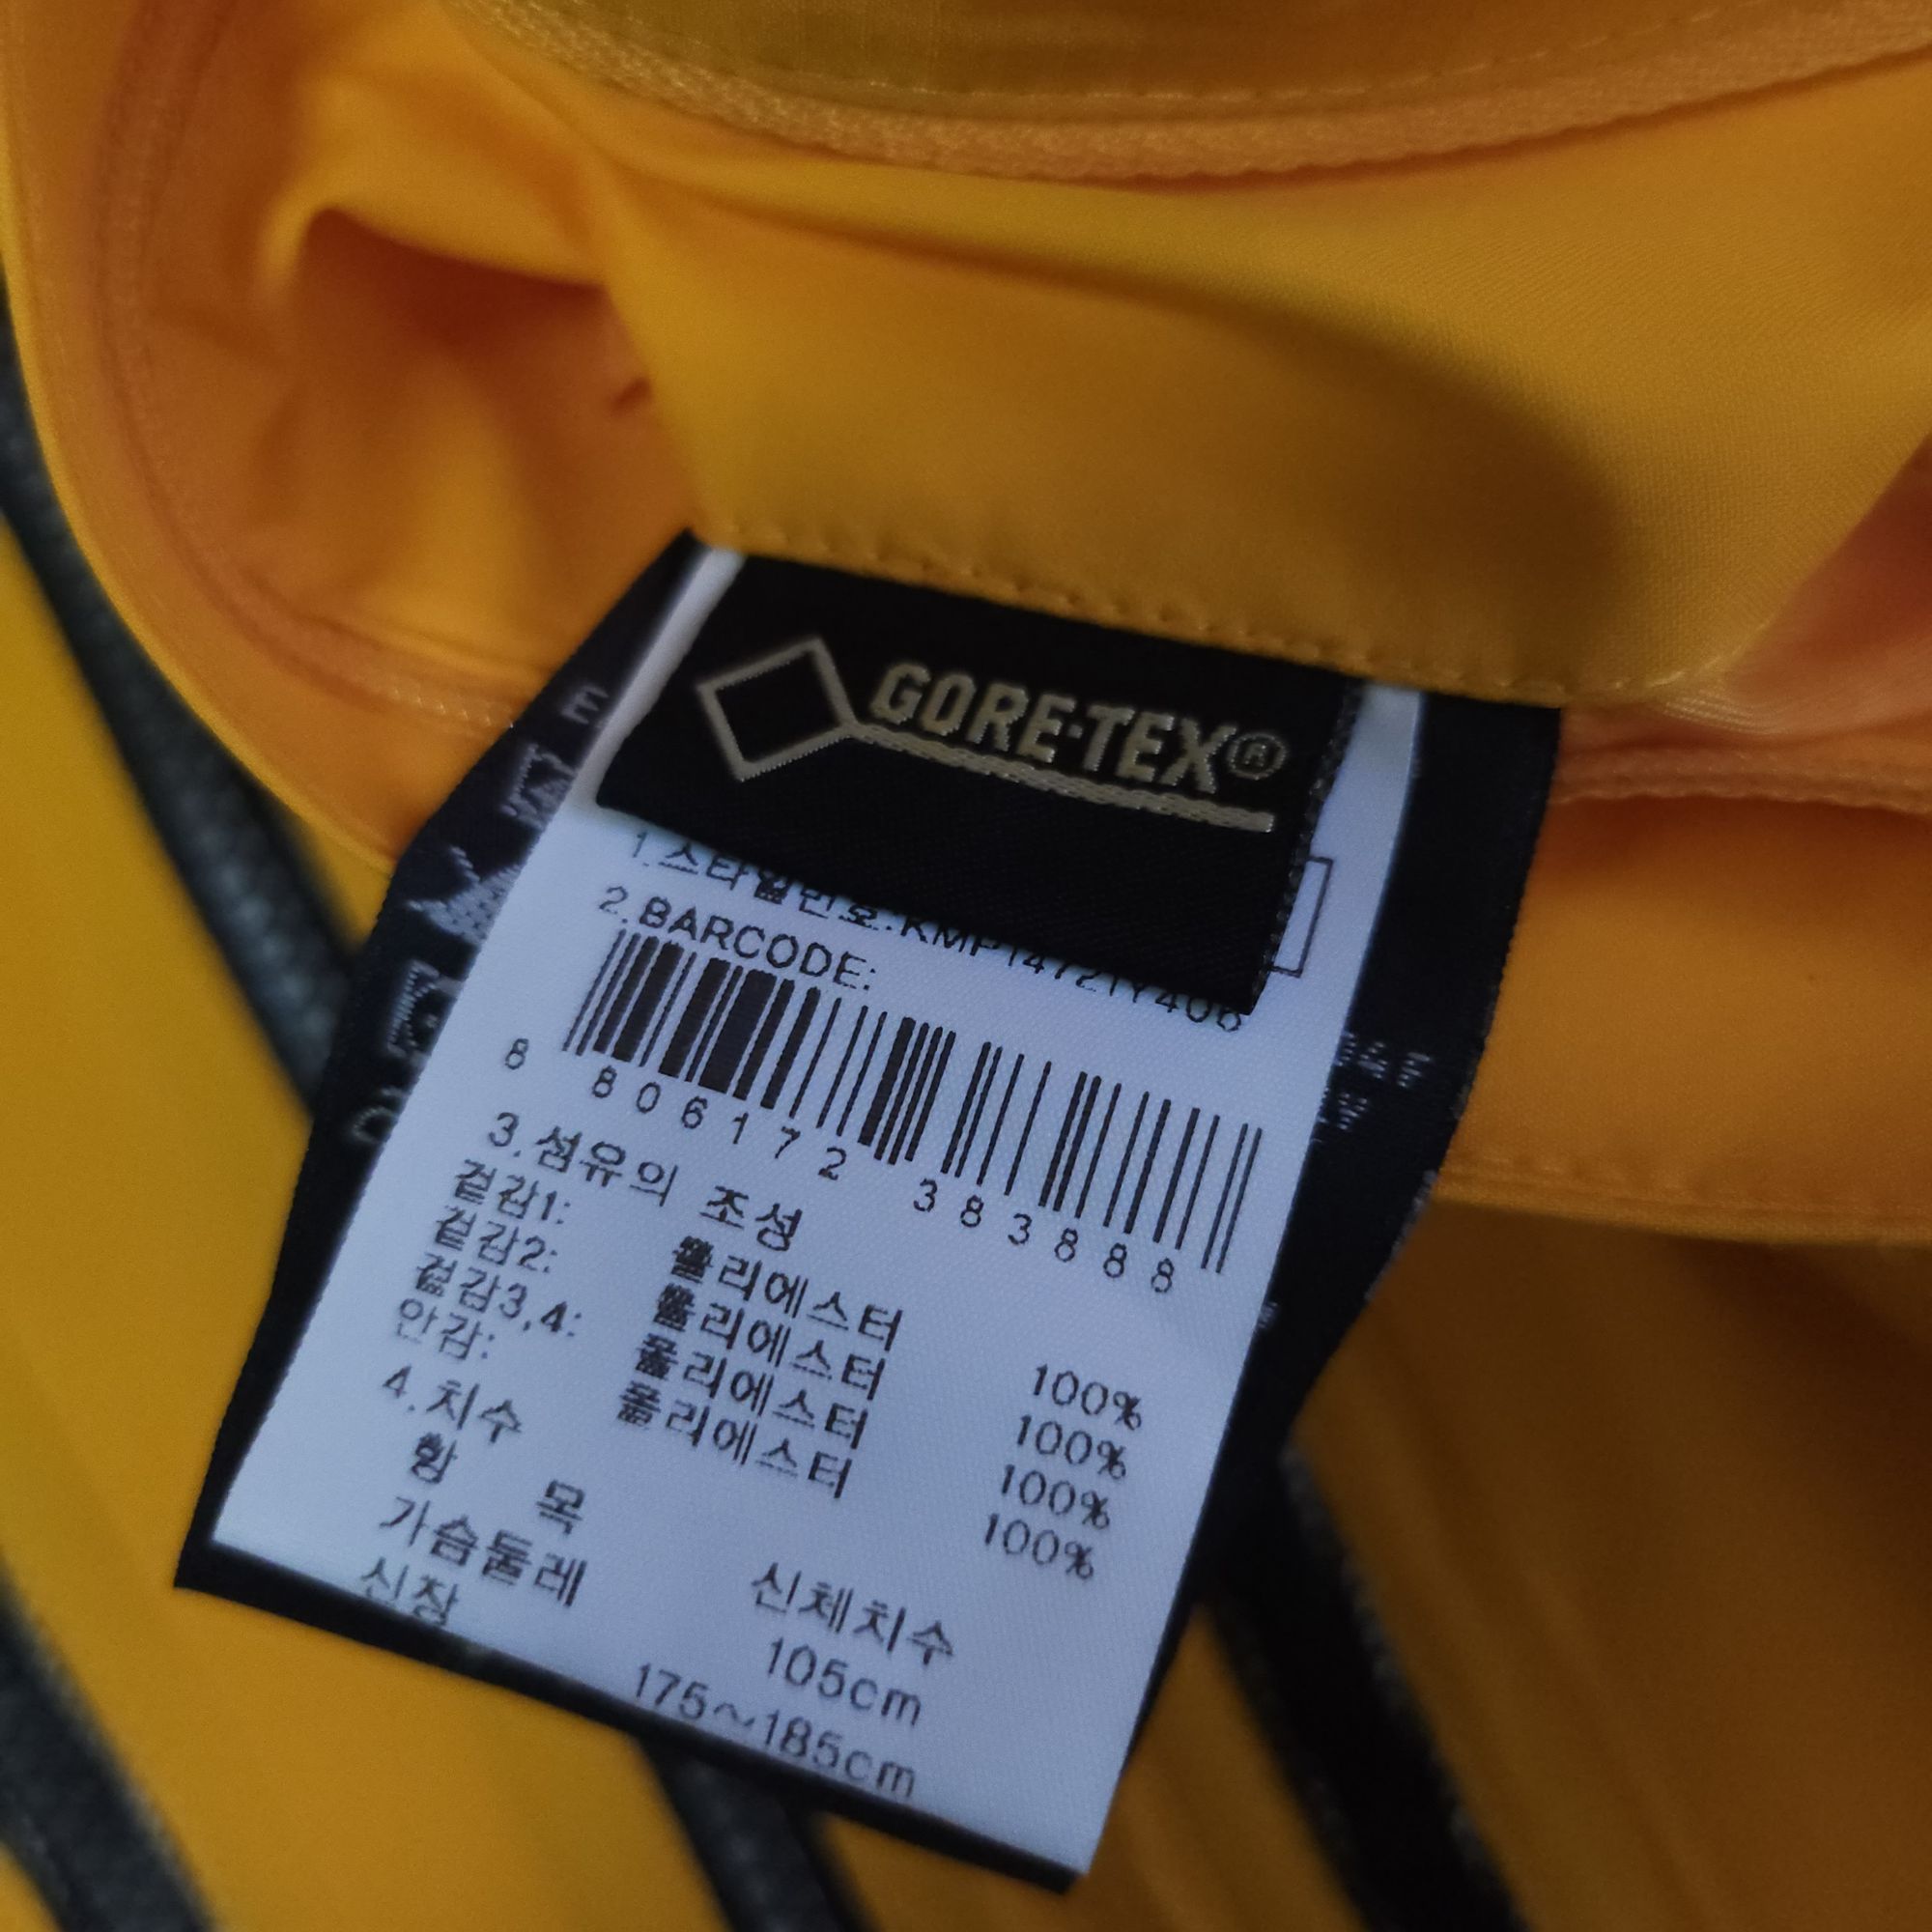 GORE-TEX®
1.스타일번호:KMP14721Y406
2.BARCODE:
8 806172 383888
3.섬유의 조성
겉감1: 폴리에스터 100%
겉감2: 폴리에스터 100%
겉감3,4: 폴리에스터 100%
안감: 폴리에스터 100%
4.치수
항 목 신체치수
가슴둘레 105cm
신장 175~185cm